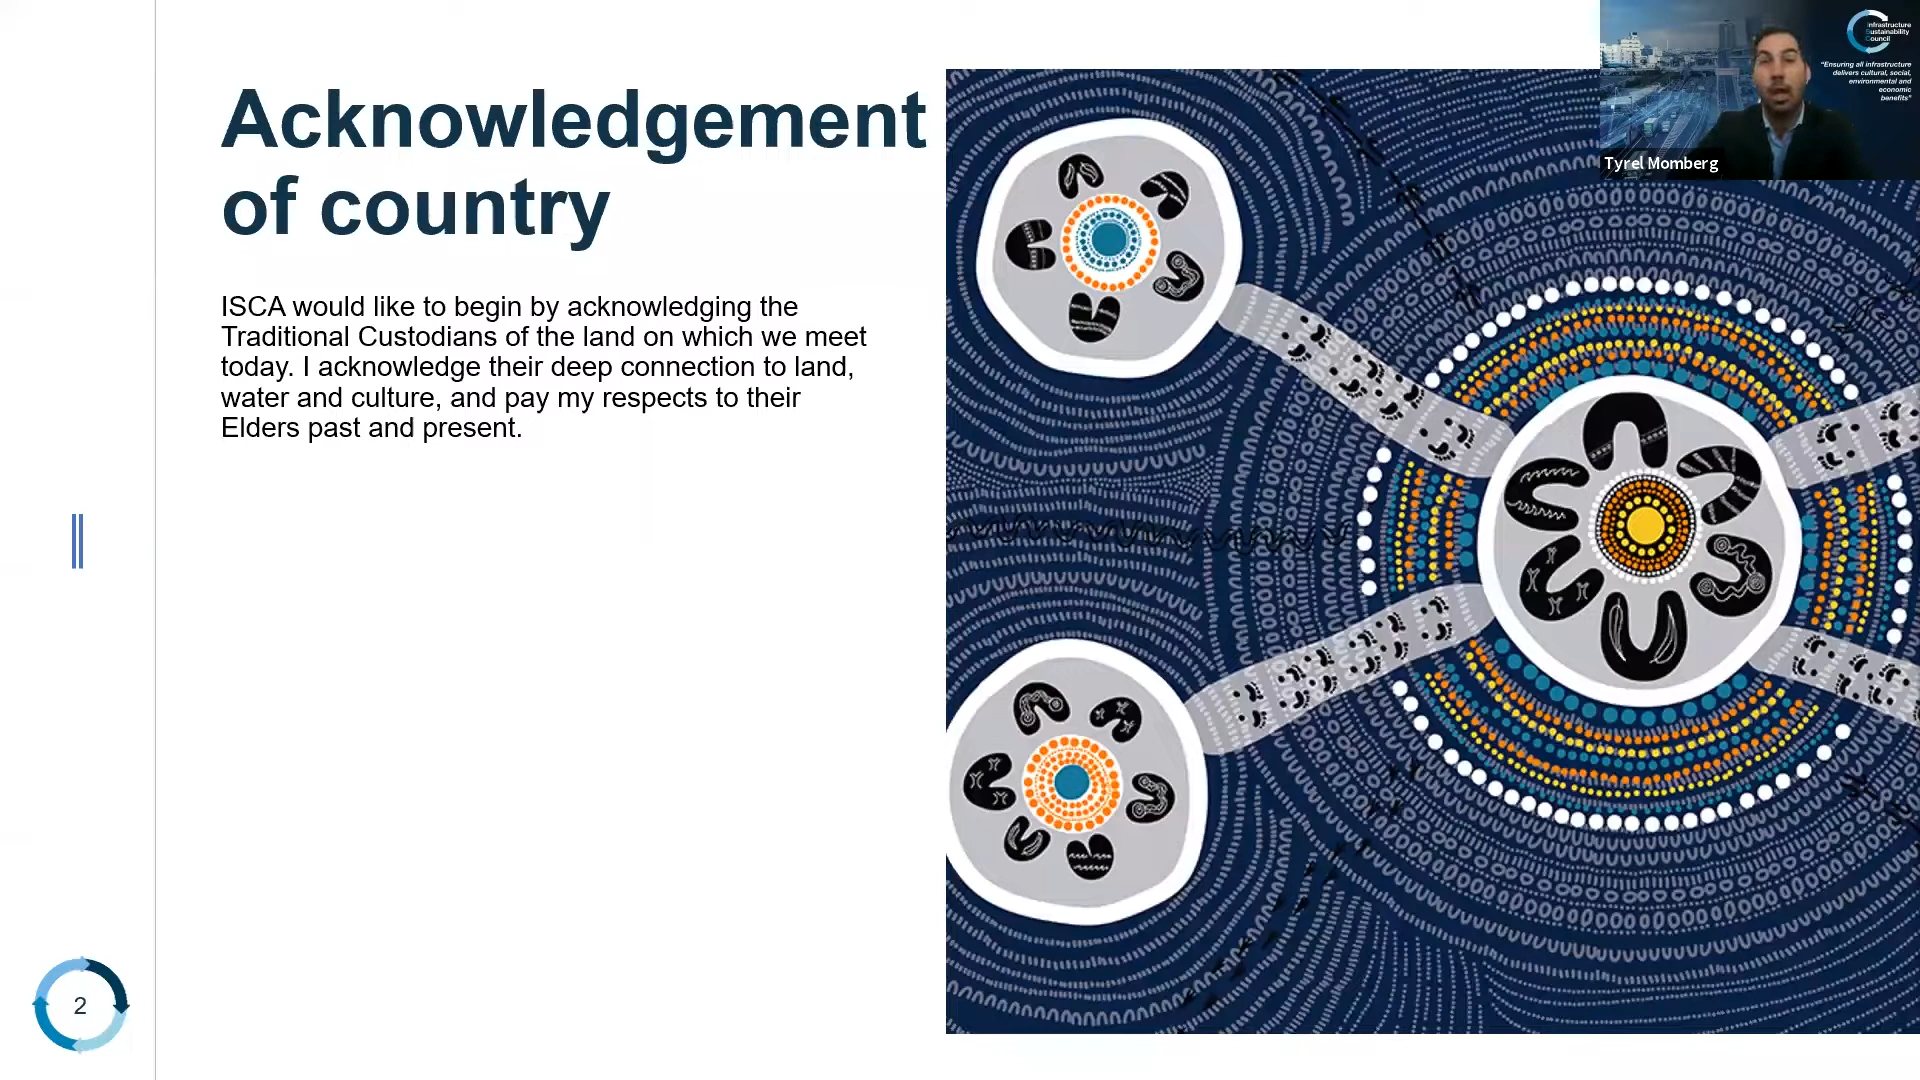 Acknowledgement
of country
ISCA would like to begin by acknowledging the
Traditional Custodians of the land on which we meet
today. I acknowledge their deep connection to land,
water and culture, and pay my respects to their
Elders past and present.
2
Infrastructure
Sustainability
Council
"Ensuring all infrastructure
delivers cultural, social,
environmental and
economic
benefits"
Tyrel Momberg